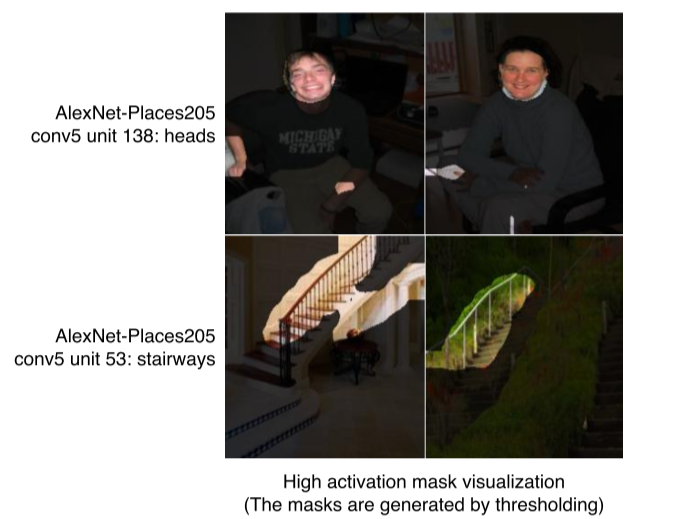 AlexNet-Places205
conv5 unit 138: heads
MICHIGAN
STATE
AlexNet-Places205
conv5 unit 53: stairways
High activation mask visualization
(The masks are generated by thresholding)